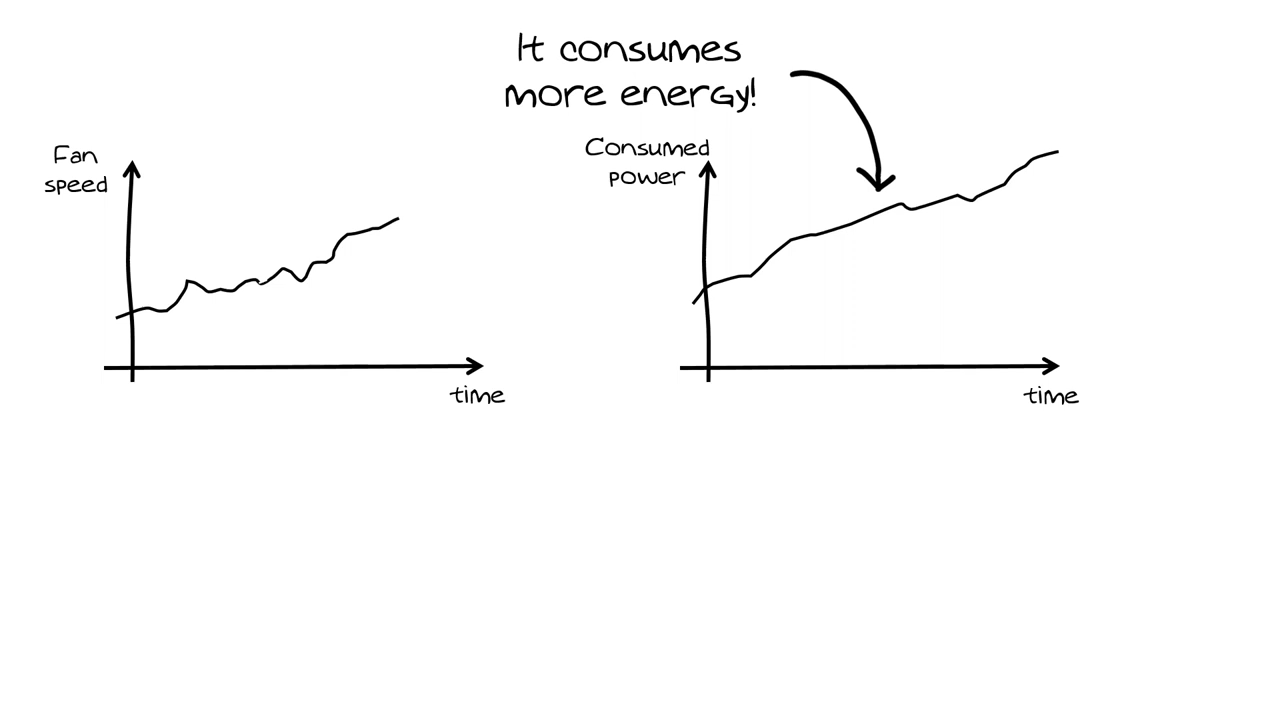 It consumes
more energy!
Fan
speed
time
Consumed
power
time